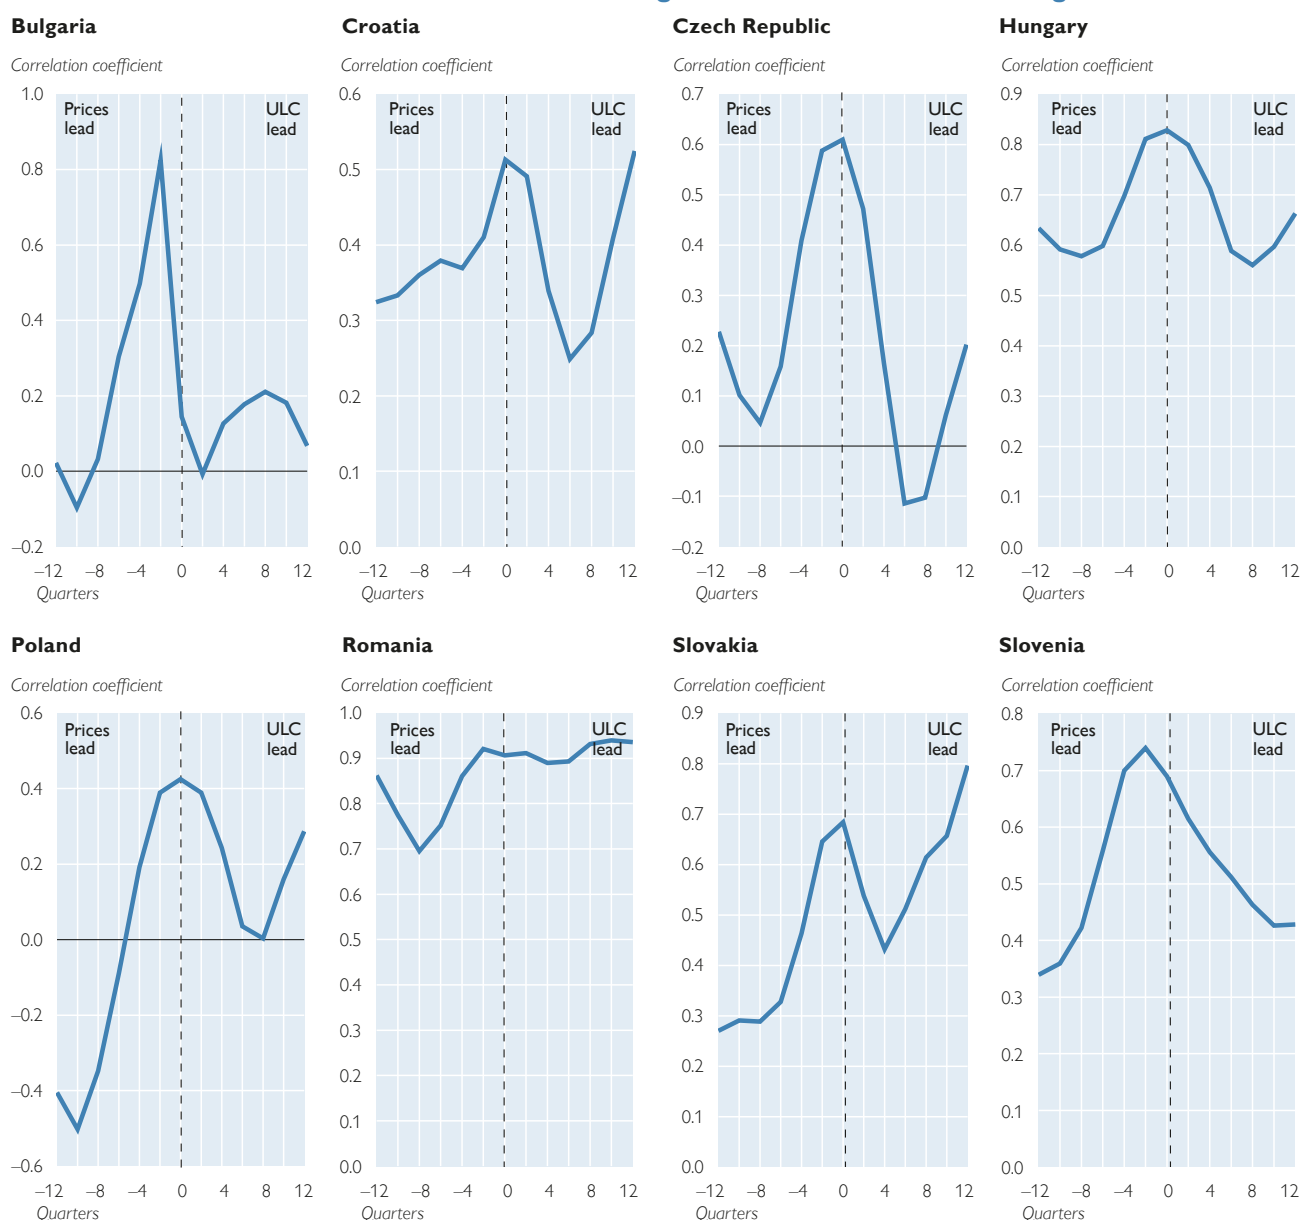 Bulgaria
Correlation coefficient
1.0
0.8
0.6
0.4
0.2
0.0
–0.2
Prices
lead
ULC
lead
–12 –8 –4 0 4 8 12
Quarters
Croatia
Correlation coefficient
0.6
0.5
0.4
0.3
0.2
0.1
0.0
Prices
lead
ULC
lead
–12 –8 –4 0 4 8 12
Quarters
Czech Republic
Correlation coefficient
0.7
0.6
0.5
0.4
0.3
0.2
0.1
0.0
–0.1
–0.2
Prices
lead
ULC
lead
–12 –8 –4 0 4 8 12
Quarters
Hungary
Correlation coefficient
0.9
0.8
0.7
0.6
0.5
0.4
0.3
0.2
0.1
0.0
Prices
lead
ULC
lead
–12 –8 –4 0 4 8 12
Quarters
Poland
Correlation coefficient
0.6
0.4
0.2
0.0
–0.2
–0.4
–0.6
Prices
lead
ULC
lead
–12 –8 –4 0 4 8 12
Quarters
Romania
Correlation coefficient
1.0
0.9
0.8
0.7
0.6
0.5
0.4
0.3
0.2
0.1
0.0
Prices
lead
ULC
lead
–12 –8 –4 0 4 8 12
Quarters
Slovakia
Correlation coefficient
0.9
0.8
0.7
0.6
0.5
0.4
0.3
0.2
0.1
0.0
Prices
lead
ULC
lead
–12 –8 –4 0 4 8 12
Quarters
Slovenia
Correlation coefficient
0.8
0.7
0.6
0.5
0.4
0.3
0.2
0.1
0.0
Prices
lead
ULC
lead
–12 –8 –4 0 4 8 12
Quarters